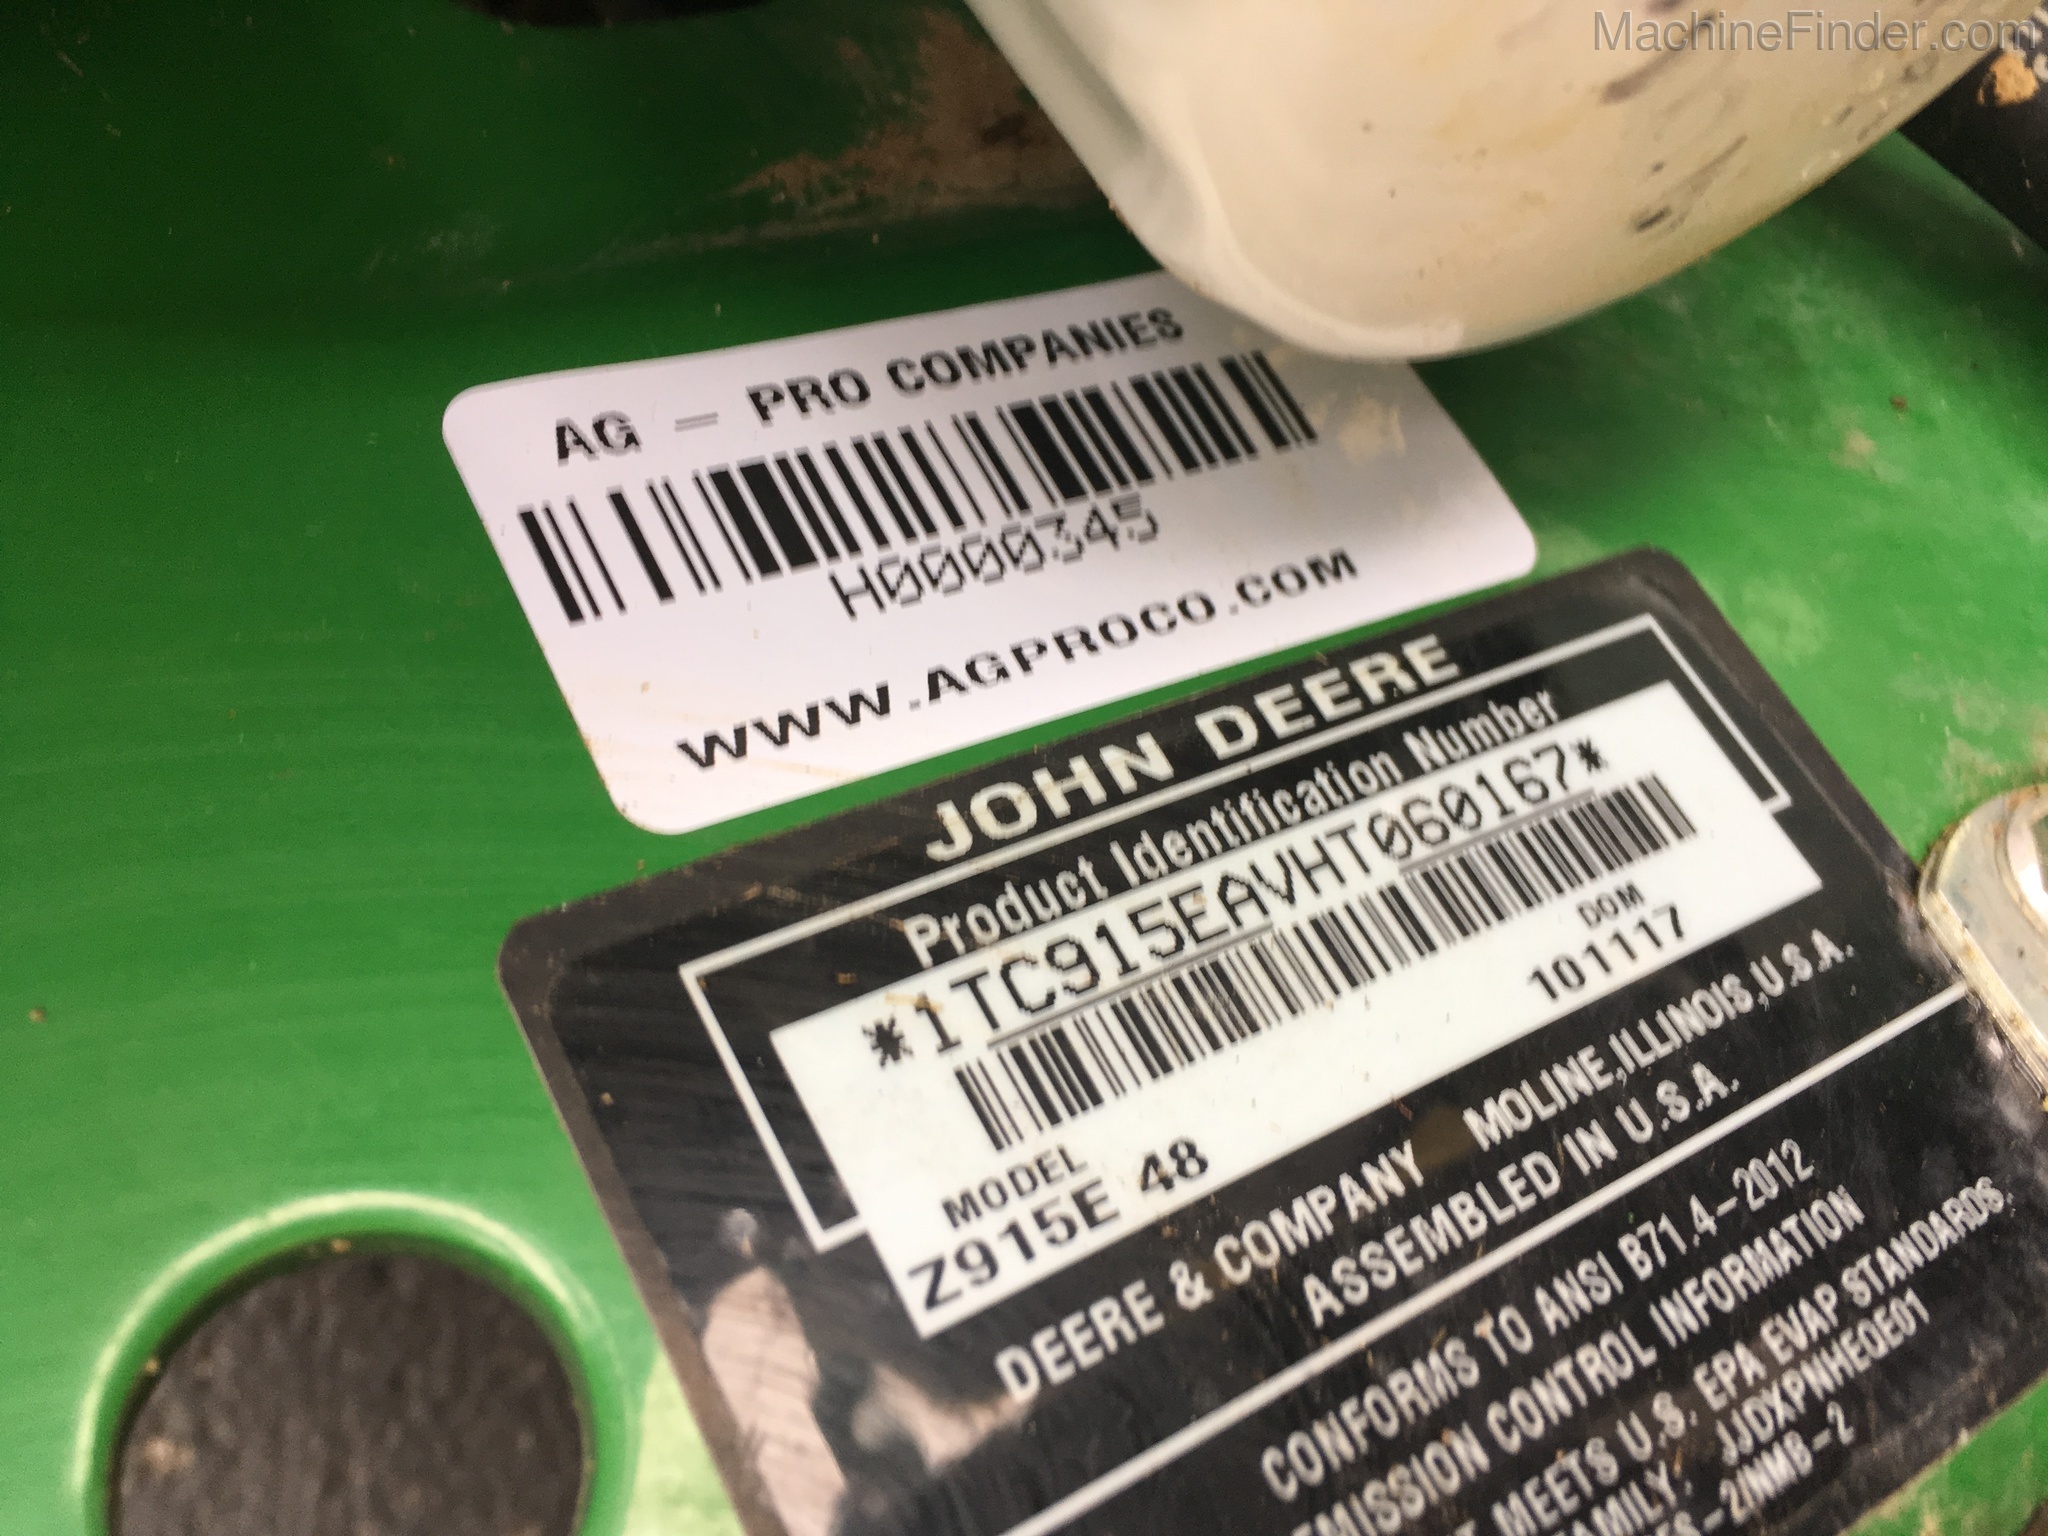 MachineFinder.com
AG - PRO COMPANIES
H0000345
WWW.AGPROCO.COM
JOHN DEERE
Product Identification Number
*1TC915EAVHT060167*
DOM
101117
MODEL
Z915E 48
DEERE & COMPANY MOLINE, ILLINOIS, U.S.A.
ASSEMBLED IN U.S.A.
CONFORMS TO ANSI B71.4-2012
CONTROL INFORMATION
MEETS U.S. EPA EVAP STANDARDS.